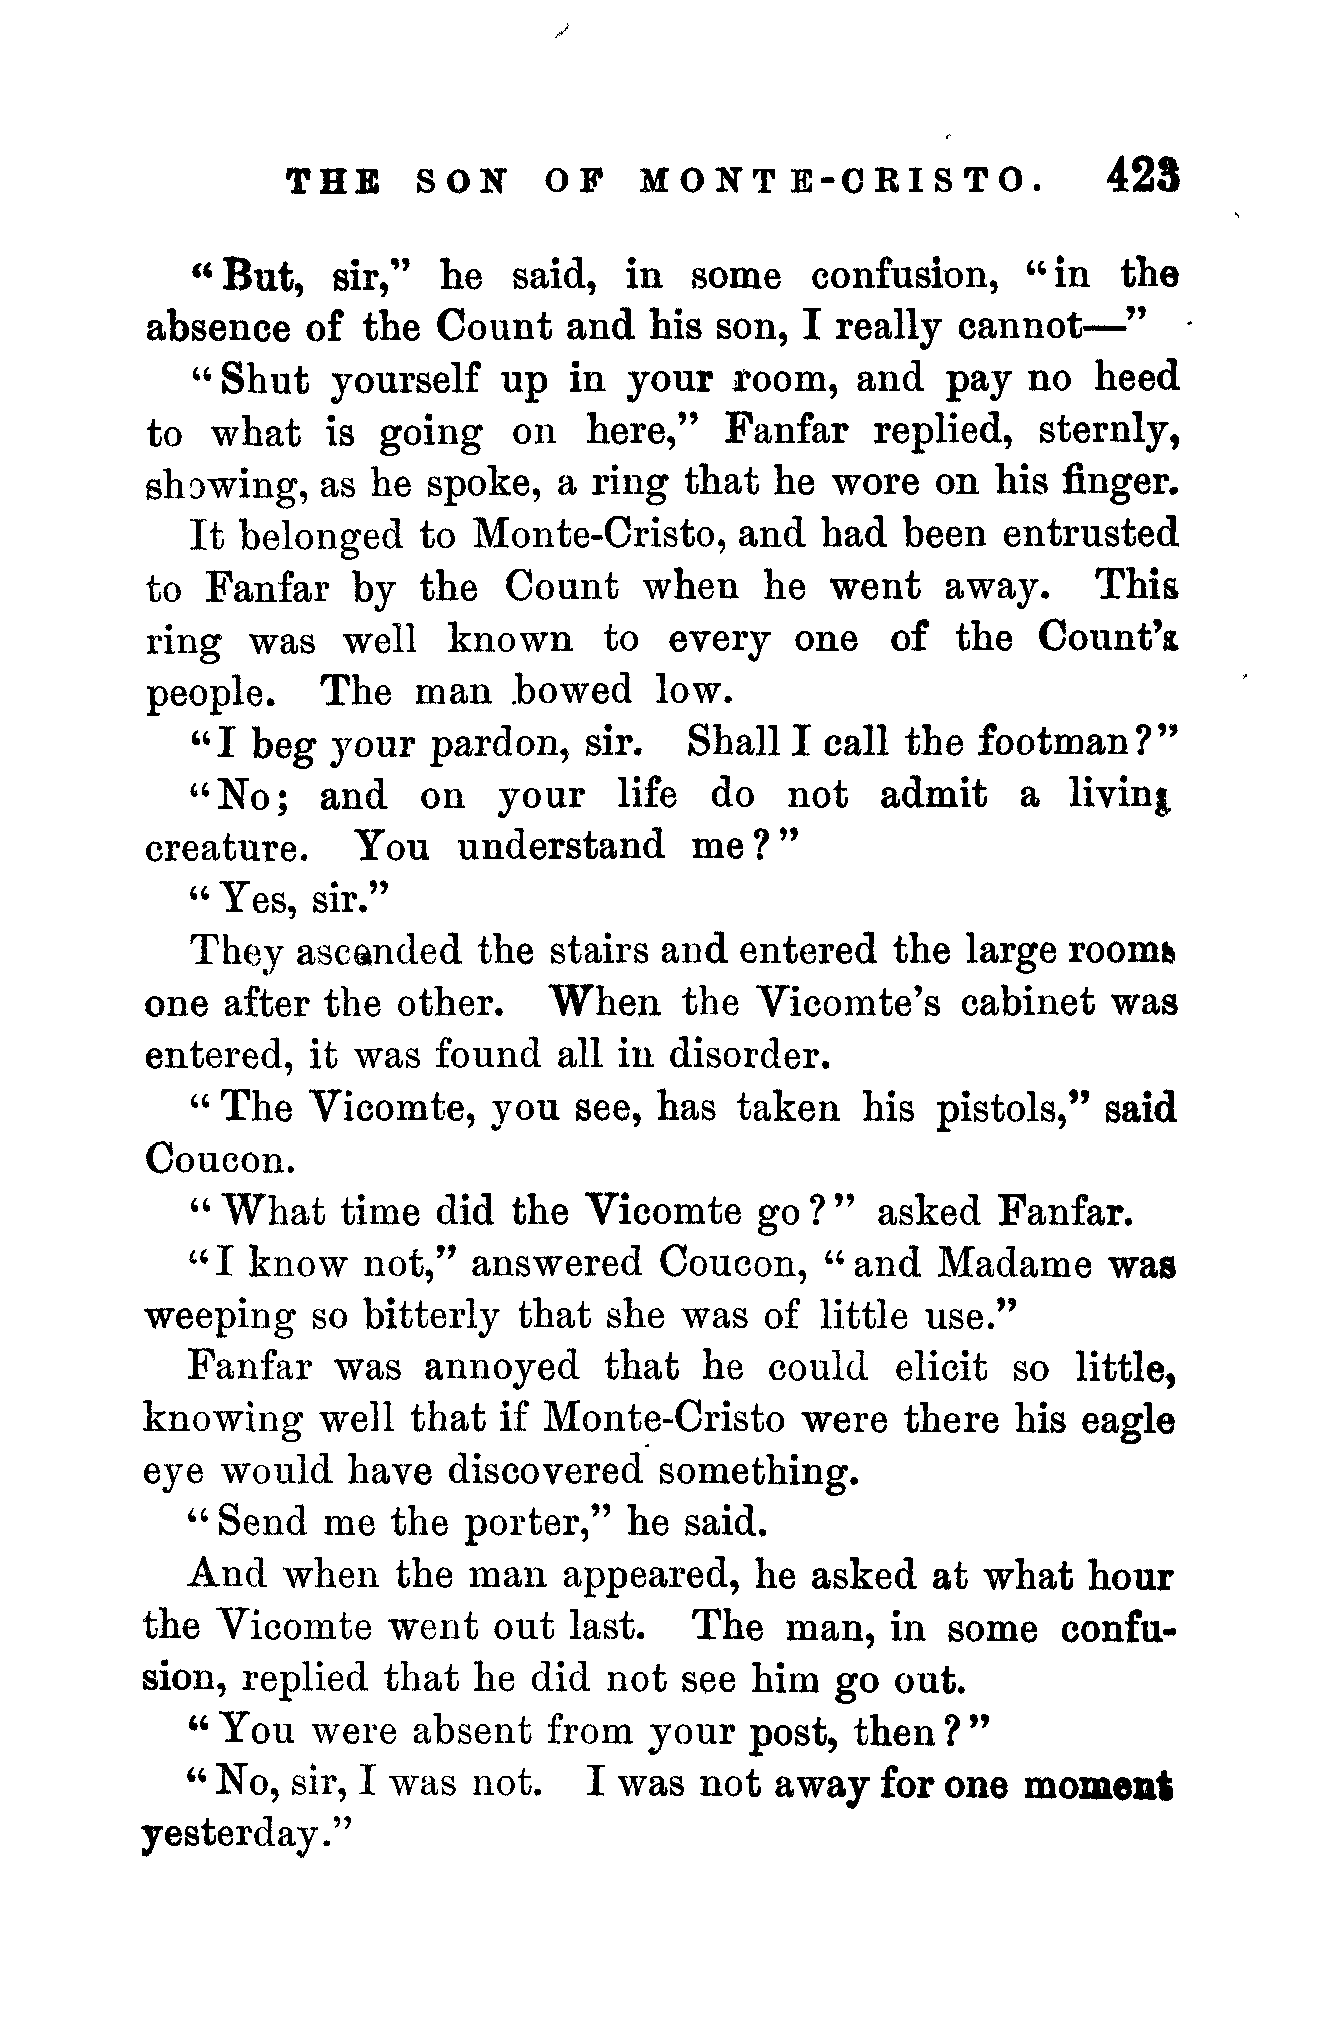 THE SON OF MONTE-CRISTO. 423
“But, sir,” he said, in some confusion, “in the
absence of the Count and his son, I really cannot—”
“Shut yourself up in your room, and pay no heed
to what is going on here,” Fanfar replied, sternly,
showing, as he spoke, a ring that he wore on his finger.
It belonged to Monte-Cristo, and had been entrusted
to Fanfar by the Count when he went away. This
ring was well known to every one of the Count’s
people. The man bowed low.
“I beg your pardon, sir. Shall I call the footman?”
“No; and on your life do not admit a living
creature. You understand me?”
“Yes, sir.”
They ascended the stairs and entered the large rooms
one after the other. When the Vicomte’s cabinet was
entered, it was found all in disorder.
“The Vicomte, you see, has taken his pistols,” said
Coucon.
“What time did the Vicomte go?” asked Fanfar.
“I know not,” answered Coucon, “and Madame was
weeping so bitterly that she was of little use.”
Fanfar was annoyed that he could elicit so little,
knowing well that if Monte-Cristo were there his eagle
eye would have discovered something.
“Send me the porter,” he said.
And when the man appeared, he asked at what hour
the Vicomte went out last. The man, in some confu-
sion, replied that he did not see him go out.
“You were absent from your post, then?”
“No, sir, I was not. I was not away for one moment
yesterday.”